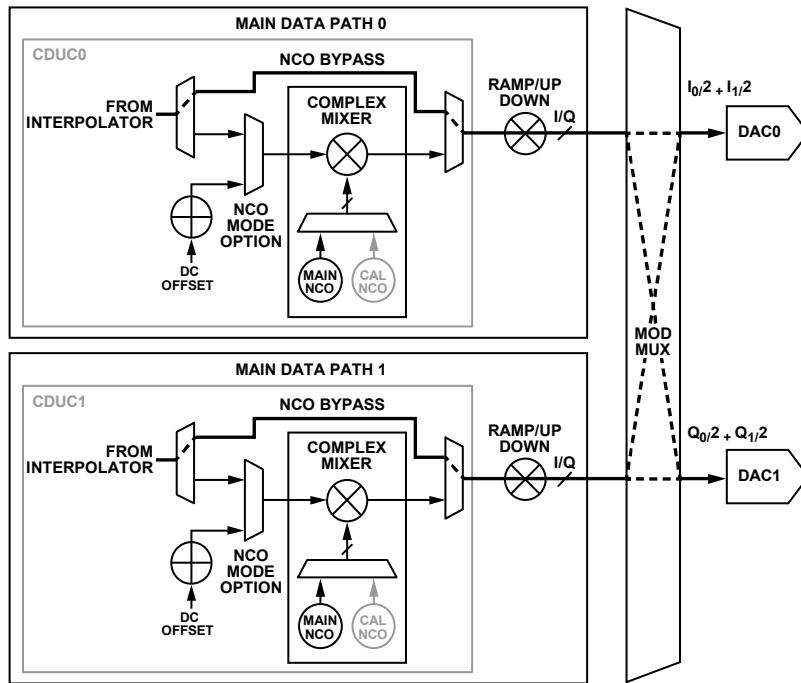 MAIN DATA PATH 0
CDUC0
NCO BYPASS
FROM
INTERPOLATOR
COMPLEX
MIXER
RAMP/UP
DOWN
I/Q
I0/2 + I1/2
DAC0
NCO
MODE
OPTION
DC
OFFSET
MAIN
NCO
CAL
NCO
MOD
MUX
MAIN DATA PATH 1
CDUC1
NCO BYPASS
FROM
INTERPOLATOR
COMPLEX
MIXER
RAMP/UP
DOWN
I/Q
Q0/2 + Q1/2
DAC1
NCO
MODE
OPTION
DC
OFFSET
MAIN
NCO
CAL
NCO